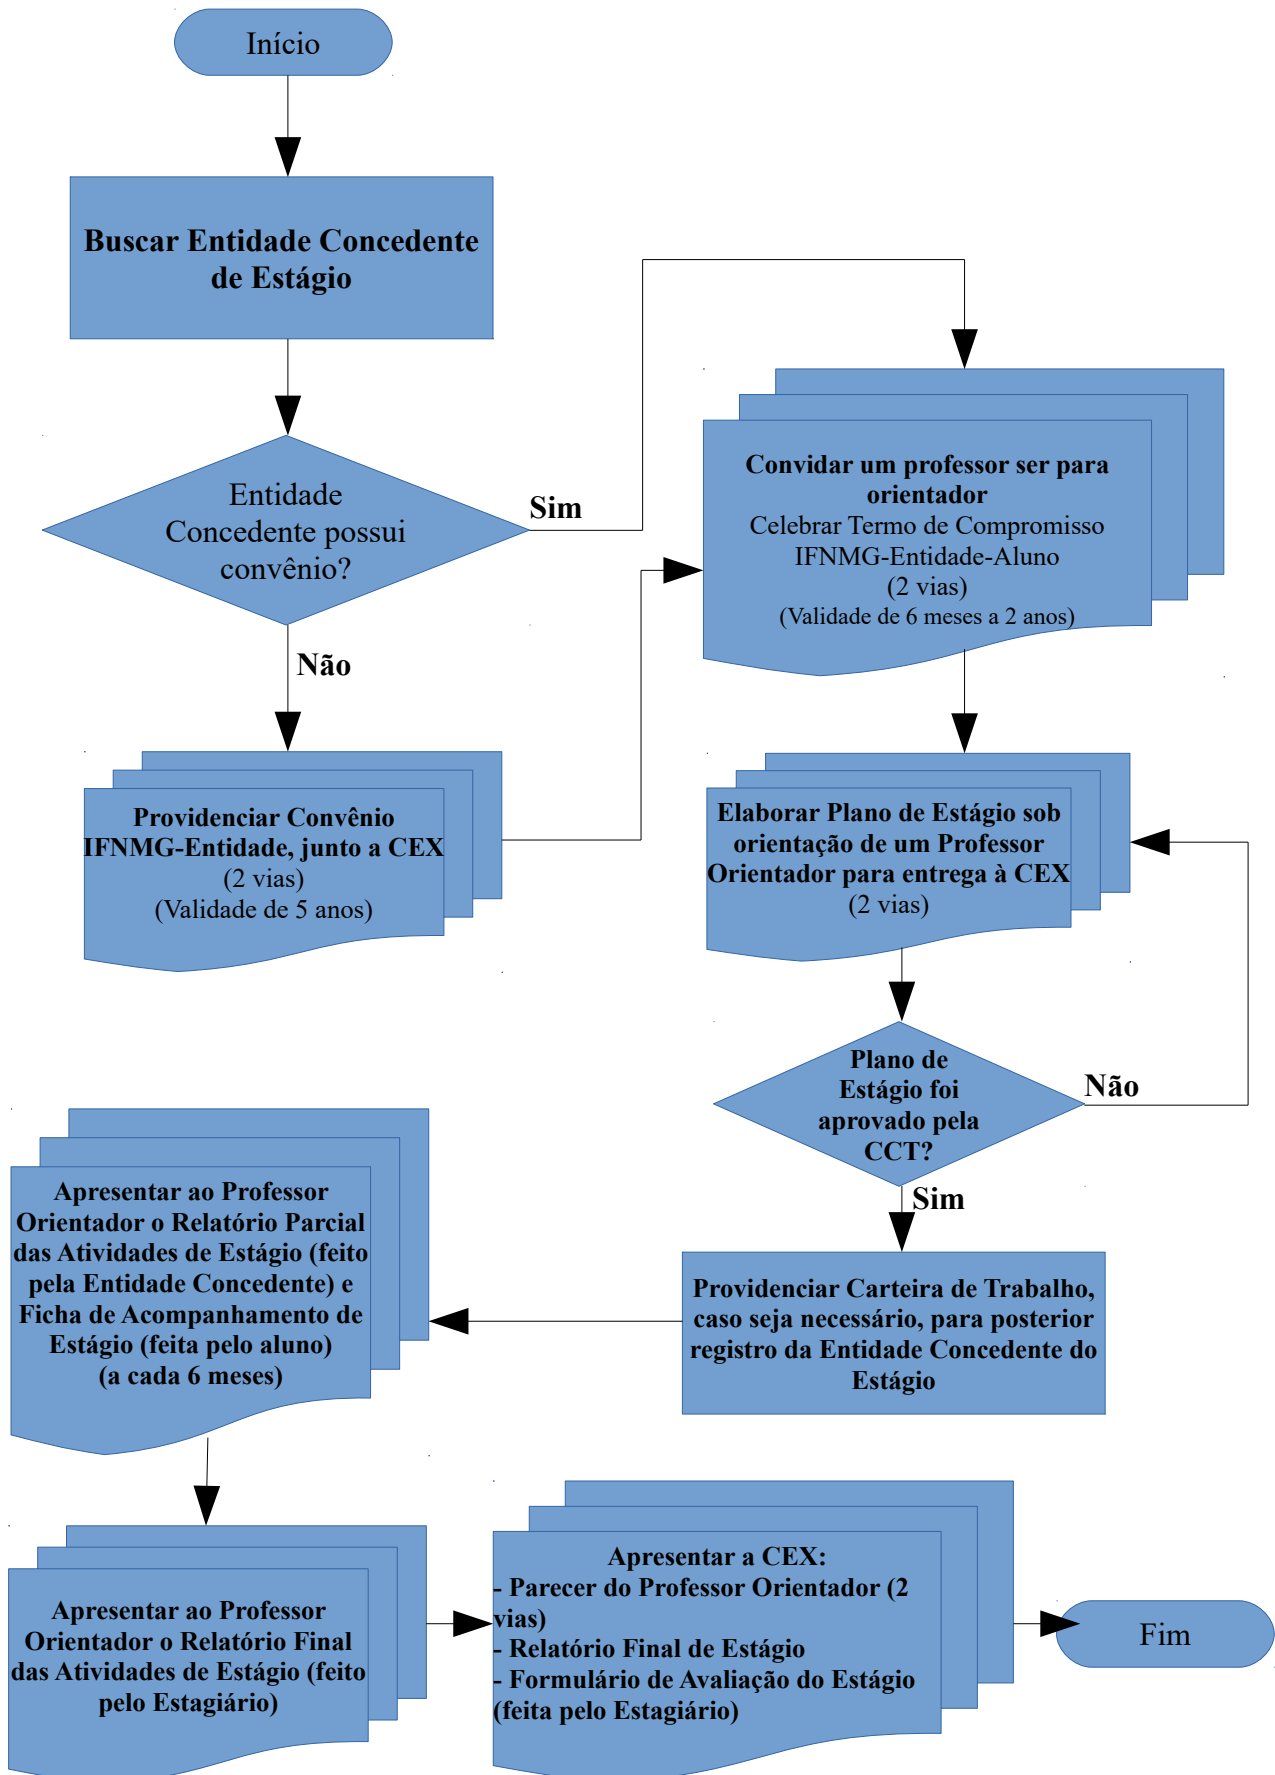 Início
Buscar Entidade Concedente
de Estágio
Entidade
Concedente possui
convênio?
Sim
Não
Convidar um professor ser para
orientador
Celebrar Termo de Compromisso
IFNMG-Entidade-Aluno
(2 vias)
(Validade de 6 meses a 2 anos)
Providenciar Convênio
IFNMG-Entidade, junto a CEX
(2 vias)
(Validade de 5 anos)
Elaborar Plano de Estágio sob
orientação de um Professor
Orientador para entrega à CEX
(2 vias)
Plano de
Estágio foi
aprovado pela
CCT?
Não
Sim
Providenciar Carteira de Trabalho,
caso seja necessário, para posterior
registro da Entidade Concedente do
Estágio
Apresentar ao Professor
Orientador o Relatório Parcial
das Atividades de Estágio (feito
pela Entidade Concedente) e
Ficha de Acompanhamento de
Estágio (feita pelo aluno)
(a cada 6 meses)
Apresentar ao Professor
Orientador o Relatório Final
das Atividades de Estágio (feito
pelo Estagiário)
Apresentar a CEX:
- Parecer do Professor Orientador (2
vias)
- Relatório Final de Estágio
- Formulário de Avaliação do Estágio
(feita pelo Estagiário)
Fim